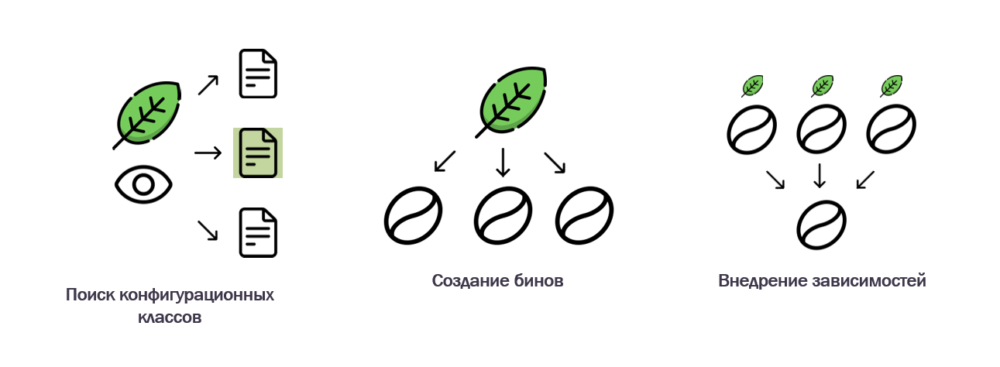 Поиск конфигурационных
классов
Создание бинов
Внедрение зависимостей